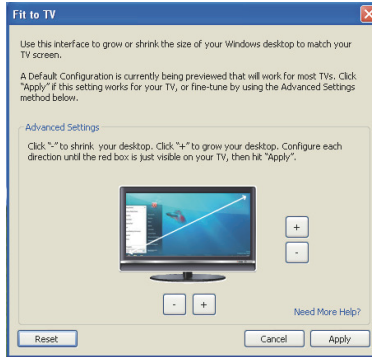 Fit to TV
Use this interface to grow or shrink the size of your Windows desktop to match your
TV screen.
A Default Configuration is currently being previewed that will work for most TVs. Click
"Apply" if this setting works for your TV, or fine-tune by using the Advanced Settings
method below.
Advanced Settings
Click "-" to shrink your desktop. Click "+" to grow your desktop. Configure each
direction until the red box is just visible on your TV, then hit "Apply".
+
-
- +
Need More Help?
Reset Cancel Apply